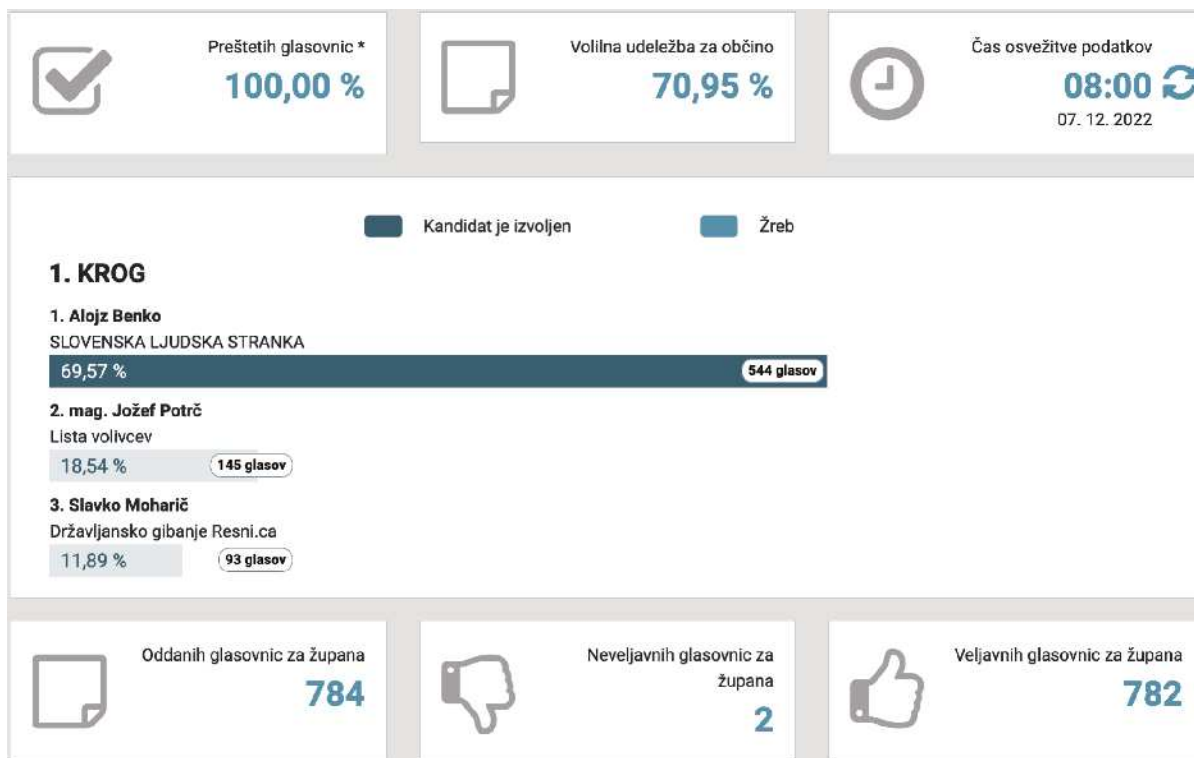 Preštetih glasovnic *
100,00 %
Volilna udeležba za občino
70,95 %
Čas osvežitve podatkov
08:00
07. 12. 2022
Kandidat je izvoljen
Žreb
1. KROG
1. Alojz Benko
SLOVENSKA LJUDSKA STRANKA
69,57 %
544 glasov
2. mag. Jožef Potrč
Lista volivcev
18,54 %
145 glasov
3. Slavko Moharič
Državljansko gibanje Resni.ca
11,89 %
93 glasov
Oddanih glasovnic za župana
784
Neveljavnih glasovnic za
župana
2
Veljavnih glasovnic za župana
782